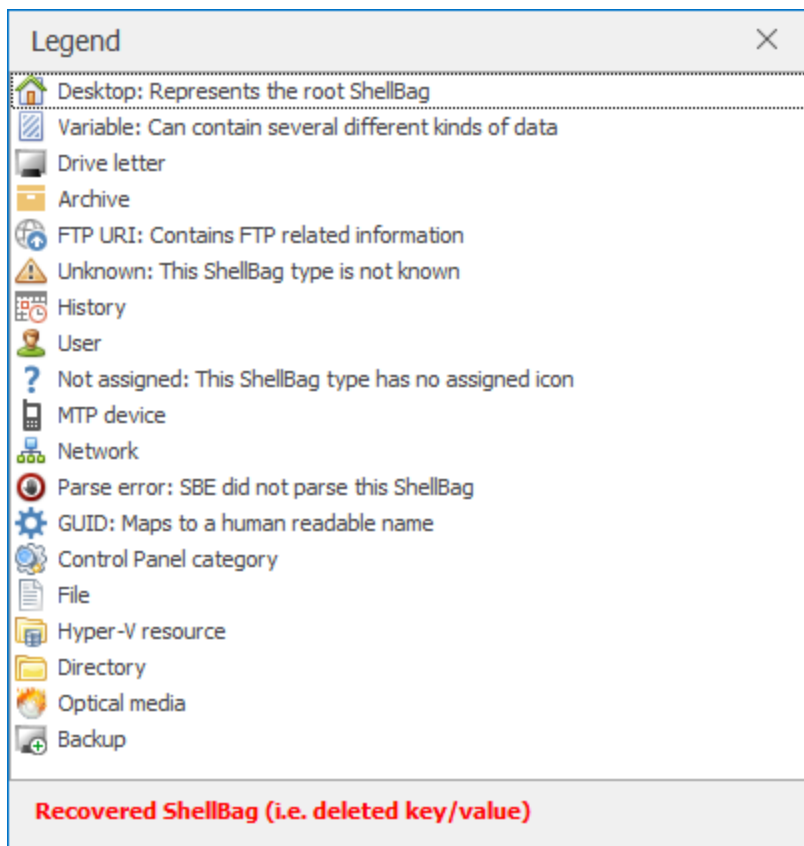 Legend
Desktop: Represents the root ShellBag
Variable: Can contain several different kinds of data
Drive letter
Archive
FTP URI: Contains FTP related information
Unknown: This ShellBag type is not known
History
User
Not assigned: This ShellBag type has no assigned icon
MTP device
Network
Parse error: SBE did not parse this ShellBag
GUID: Maps to a human readable name
Control Panel category
File
Hyper-V resource
Directory
Optical media
Backup
Recovered ShellBag (i.e. deleted key/value)